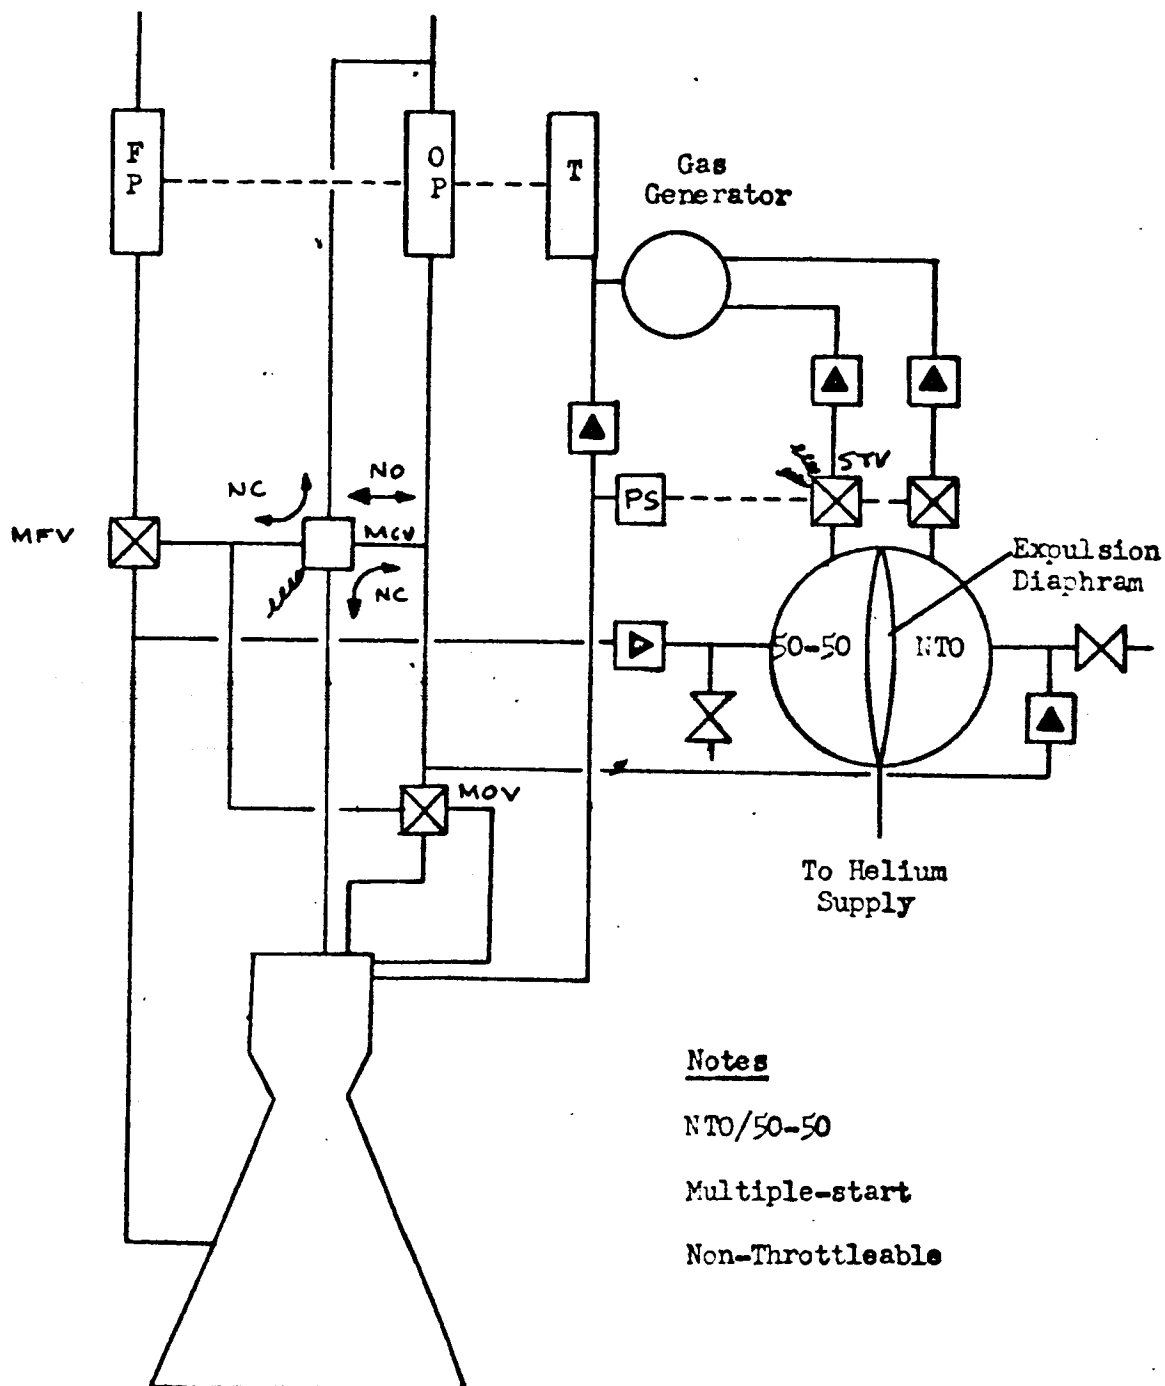 F
P
O
P
T
Gas
Generator
NC
NO
MCV
NC
MFV
PS
STV
Expulsion
Diaphram
50-50
NTO
MOV
To Helium
Supply
Notes
NTO/50-50
Multiple-start
Non-Throttleable